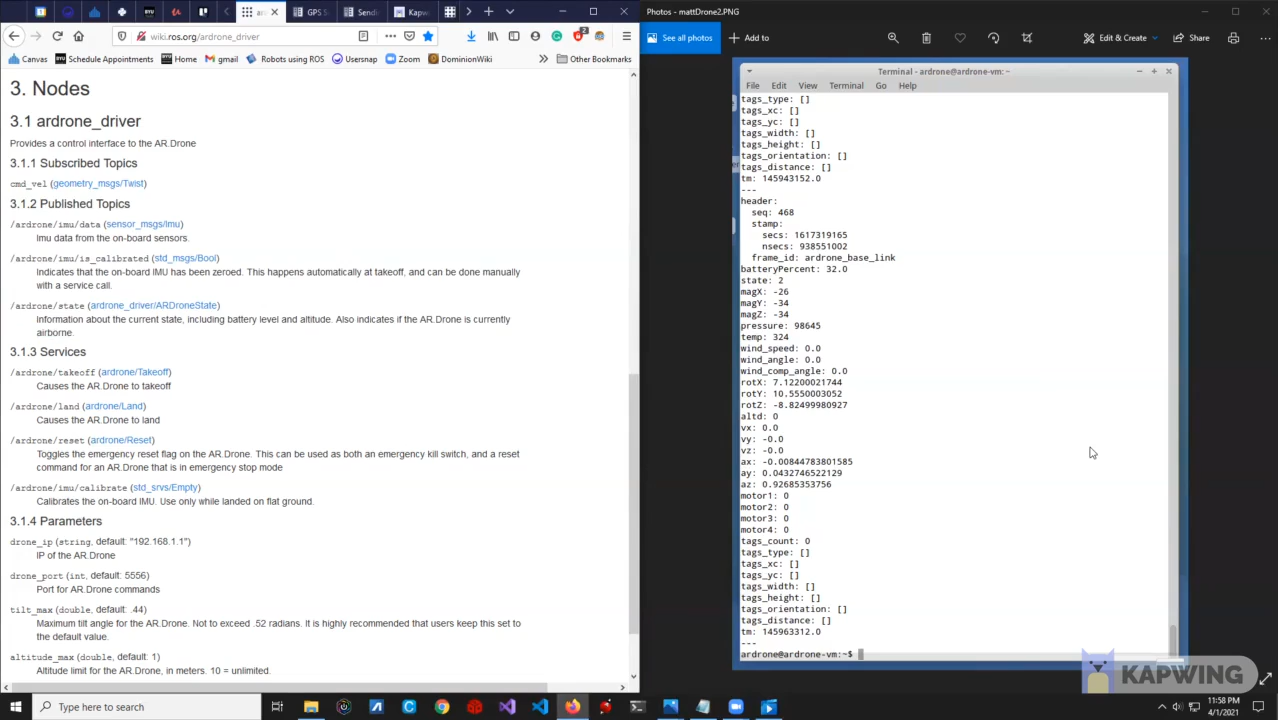 GPS S
Sendi
Kapw
wiki.ros.org/ardrone_driver
2
Canvas
BYU
Schedule Appointments
Home
gmail
Robots using ROS
Usersnap
Zoom
DominionWiki
Other Bookmarks
3. Nodes
3.1 ardrone_driver
Provides a control interface to the AR.Drone
3.1.1 Subscribed Topics
cmd_vel (geometry_msgs/Twist)
3.1.2 Published Topics
/ardrone/imu/data (sensor_msgs/Imu)
Imu data from the on-board sensors.
/ardrone/imu/is_calibrated (std_msgs/Bool)
Indicates that the on-board IMU has been zeroed. This happens automatically at takeoff, and can be done manually
with a service call.
/ardrone/state (ardrone_driver/ARDroneState)
Information about the current state, including battery level and altitude. Also indicates if the AR.Drone is currently
airborne.
3.1.3 Services
/ardrone/takeoff (ardrone/Takeoff)
Causes the AR.Drone to takeoff
/ardrone/land (ardrone/Land)
Causes the AR.Drone to land
/ardrone/reset (ardrone/Reset)
Toggles the emergency reset flag on the AR.Drone. This can be used as both an emergency kill switch, and a reset
command for an AR.Drone that is in emergency stop mode
/ardrone/imu/calibrate (std_srvs/Empty)
Calibrates the on-board IMU. Use only while landed on flat ground.
3.1.4 Parameters
drone_ip (string, default: "192.168.1.1")
IP of the AR.Drone
drone_port (int, default: 5556)
Port for AR.Drone commands
tilt_max (double, default: .44)
Maximum tilt angle for the AR.Drone. Not to exceed .52 radians. It is highly recommended that users keep this set to
the default value.
altitude_max (double, default: 1)
Altitude limit for the AR.Drone, in meters. 10 = unlimited.
Photos - mattDrone2.PNG
See all photos
Add to
Edit & Create
Share
Terminal - ardrone@ardrone-vm: ~
File Edit View Terminal Go Help
tags_type: []
tags_xc: []
tags_yc: []
tags_width: []
tags_height: []
tags_orientation: []
tags_distance: []
tm: 145943152.0
---
header:
seq: 468
stamp:
secs: 1617319165
nsecs: 938551002
frame_id: ardrone_base_link
batteryPercent: 32.0
state: 2
magX: -26
magY: -34
magZ: -34
pressure: 98645
temp: 324
wind_speed: 0.0
wind_angle: 0.0
wind_comp_angle: 0.0
rotX: 7.12200021744
rotY: 10.5550003052
rotZ: -8.82499980927
altd: 0
vx: 0.0
vy: -0.0
vz: -0.0
ax: -0.00844783801585
ay: 0.0432746522129
az: 0.92685353756
motor1: 0
motor2: 0
motor3: 0
motor4: 0
tags_count: 0
tags_type: []
tags_xc: []
tags_yc: []
tags_width: []
tags_height: []
tags_orientation: []
tags_distance: []
tm: 145963312.0
---
ardrone@ardrone-vm:~$
KAPWING
Type here to search
11:58 PM
4/1/2021